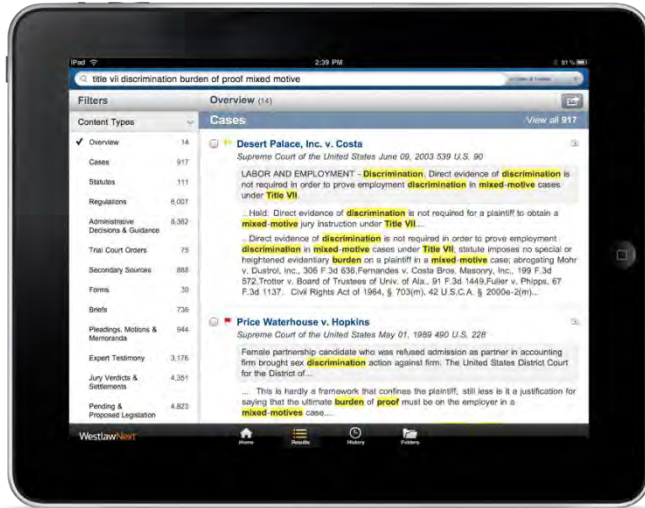 iPad
2:39 PM
91%
title vii discrimination burden of proof mixed motive
Filters
Overview (14)
Content Types
Cases
View all 917
✓ Overview 14
Cases 917
Statutes 111
Regulations 6,007
Administrative
Decisions & Guidance 8,362
Trial Court Orders 75
Secondary Sources 888
Forms 30
Briefs 736
Pleadings, Motions &
Memoranda 944
Expert Testimony 3,176
Jury Verdicts &
Settlements 4,351
Pending &
Proposed Legislation 4,823
Desert Palace, Inc. v. Costa
Supreme Court of the United States June 09, 2003 539 U.S. 90
LABOR AND EMPLOYMENT - Discrimination. Direct evidence of discrimination is
not required in order to prove employment discrimination in mixed-motive cases
under Title VII.
...Held: Direct evidence of discrimination is not required for a plaintiff to obtain a
mixed-motive jury instruction under Title VII....
...Direct evidence of discrimination is not required in order to prove employment
discrimination in mixed-motive cases under Title VII; statute imposes no special or
heightened evidentiary burden on a plaintiff in a mixed-motive case; abrogating Mohr
v. Dustrol, Inc., 306 F.3d 636,Fernandes v. Costa Bros. Masonry, Inc., 199 F.3d
572,Trotter v. Board of Trustees of Univ. of Ala., 91 F.3d 1449,Fuller v. Phipps, 67
F.3d 1137. Civil Rights Act of 1964, § 703(m), 42 U.S.C.A. § 2000e-2(m)...
Price Waterhouse v. Hopkins
Supreme Court of the United States May 01, 1989 490 U.S. 228
Female partnership candidate who was refused admission as partner in accounting
firm brought sex discrimination action against firm. The United States District Court
for the District of...
... This is hardly a framework that confines the plaintiff; still less is it a justification for
saying that the ultimate burden of proof must be on the employer in a
mixed-motives case....
WestlawNext
Home
Results
History
Folders